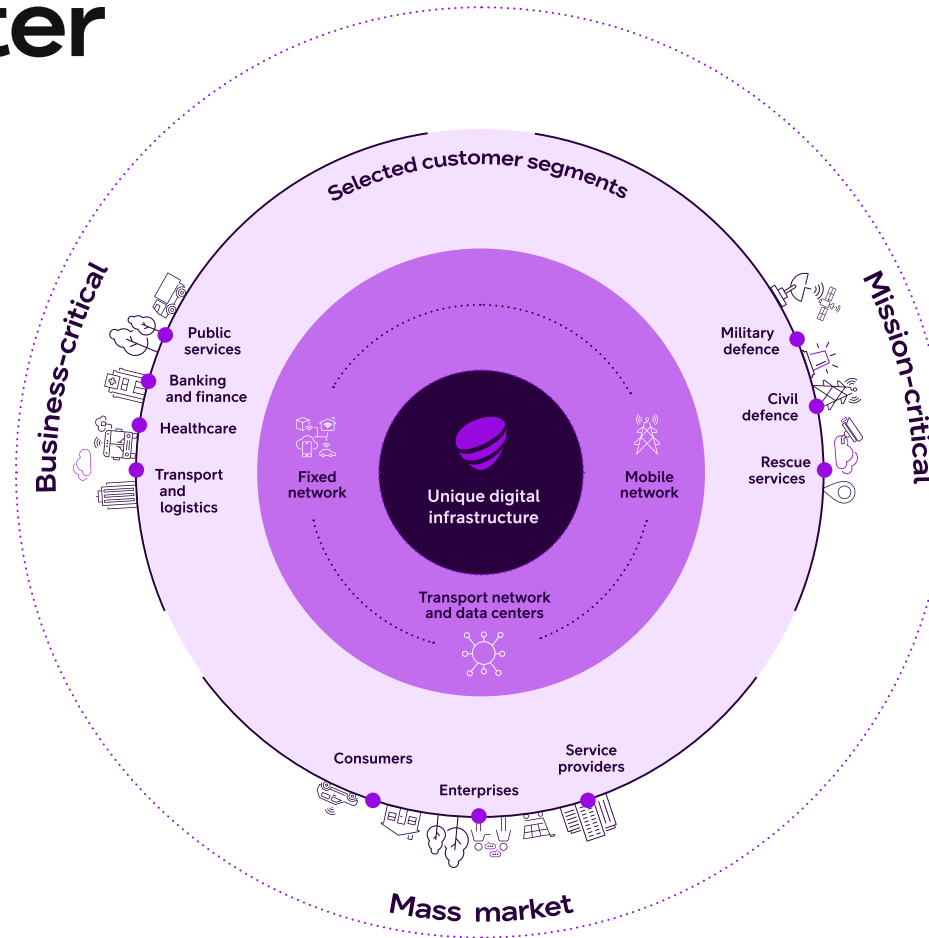 ter
Selected customer segments
Business-critical
Mission-critical
Public
services
Banking
and finance
Healthcare
Transport
and
logistics
Military
defence
Civil
defence
Rescue
services
Fixed
network
Mobile
network
Unique digital
infrastructure
Transport network
and data centers
Consumers
Enterprises
Service
providers
Mass market